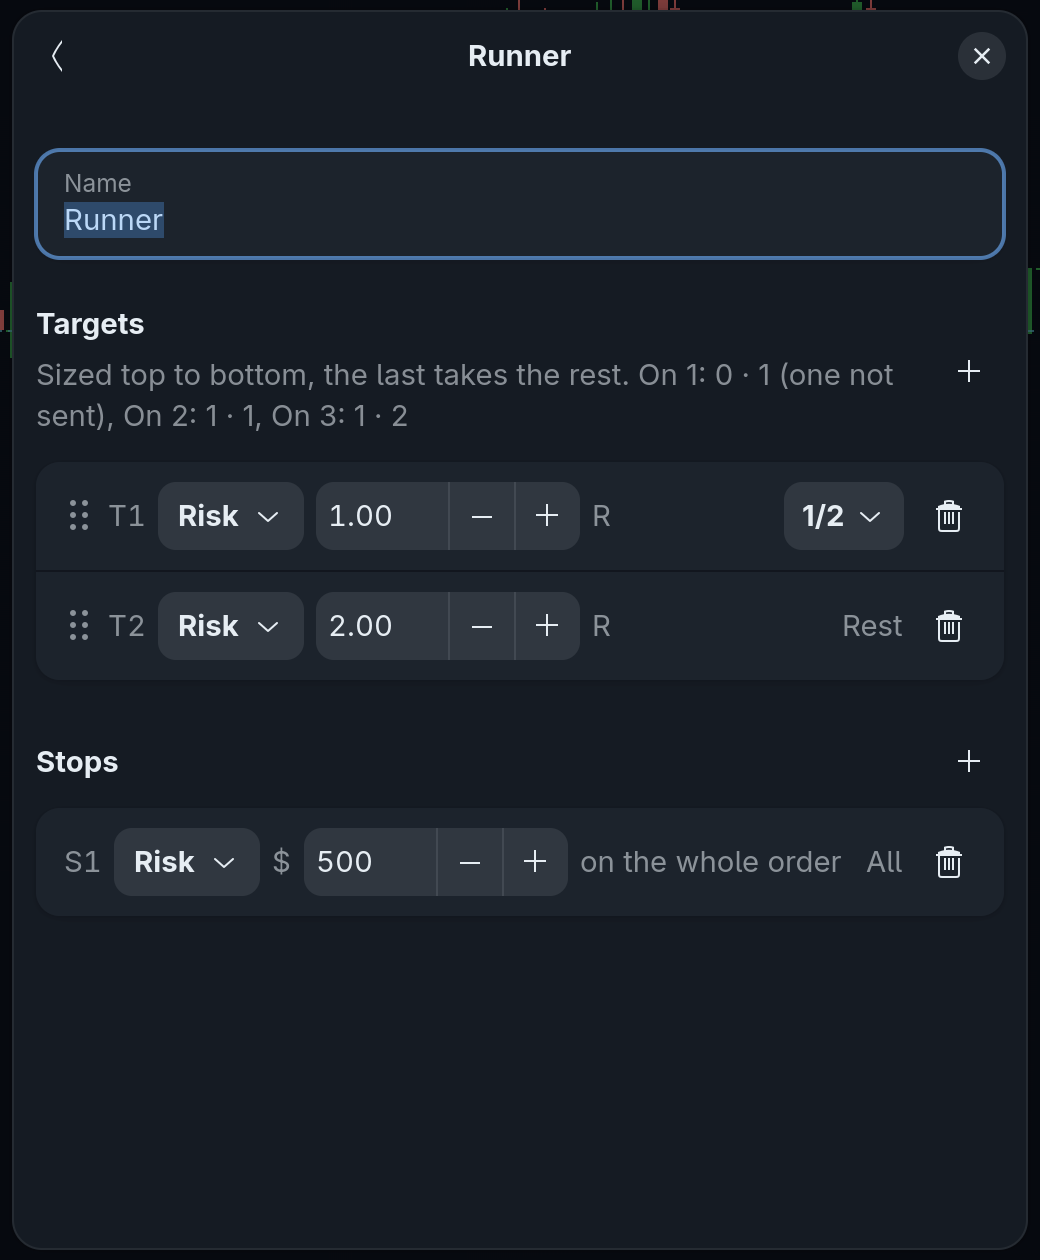 Runner
Name
Runner
Targets
Sized top to bottom, the last takes the rest. On 1: 0 · 1 (one not
sent), On 2: 1 · 1, On 3: 1 · 2
T1 Risk 1.00 − + R 1/2
T2 Risk 2.00 − + R Rest
Stops
S1 Risk $ 500 − + on the whole order All